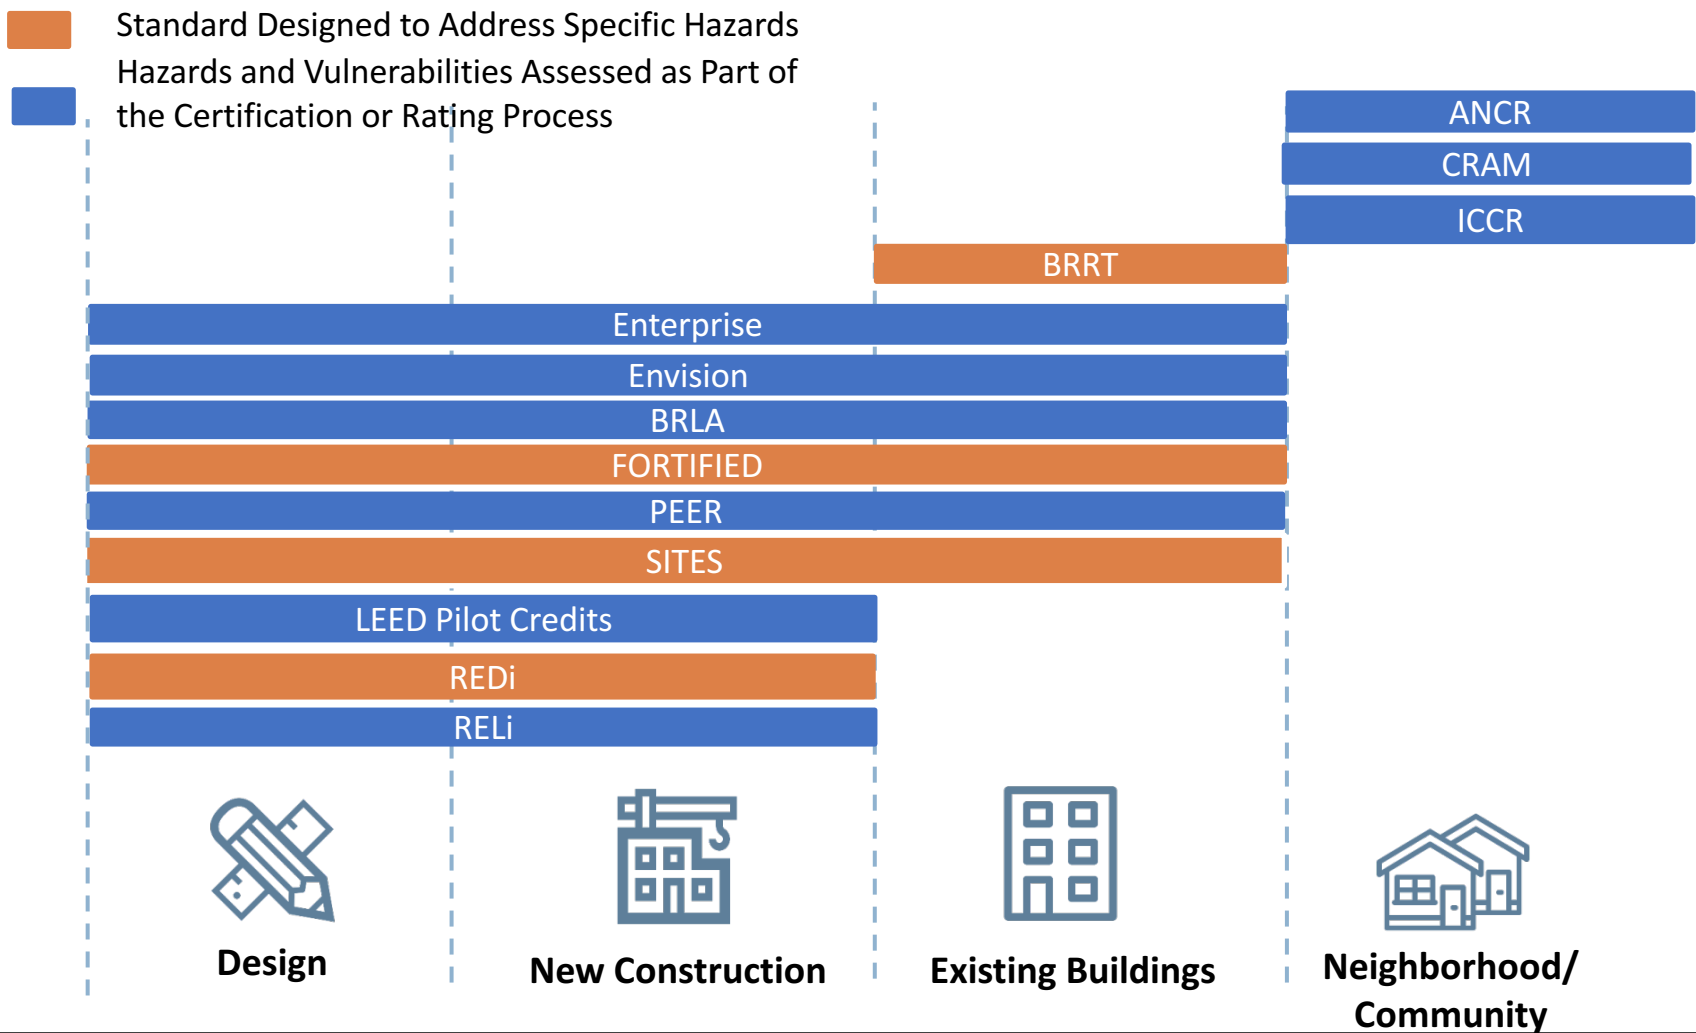 Standard Designed to Address Specific Hazards
Hazards and Vulnerabilities Assessed as Part of
the Certification or Rating Process
ANCR
CRAM
ICCR
BRRT
Enterprise
Envision
BRLA
FORTIFIED
PEER
SITES
LEED Pilot Credits
REDi
RELi
Design
New Construction
Existing Buildings
Neighborhood/
Community